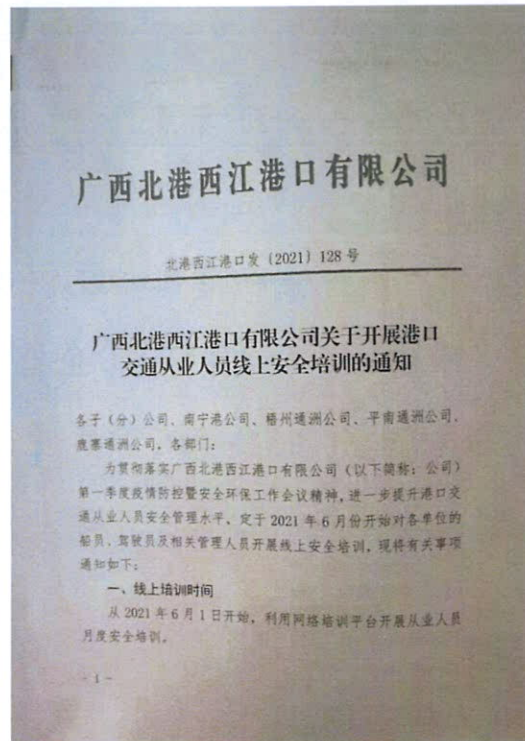 广西北港西江港口有限公司
北港西江港口发〔2021〕128 号
广西北港西江港口有限公司关于开展港口
交通从业人员线上安全培训的通知
各子（分）公司、南宁港公司、梧州通洲公司、平南通洲公司、
鹿寨通洲公司，各部门：
为贯彻落实广西北港西江港口有限公司（以下简称：公司）
第一季度疫情防控暨安全环保工作会议精神，进一步提升港口交
通从业人员安全管理水平，定于 2021 年 6 月份开始对各单位的
船员、驾驶员及相关管理人员开展线上安全培训，现将有关事项
通知如下：
一、线上培训时间
从 2021 年 6 月 1 日开始，利用网络培训平台开展从业人员
月度安全培训。
- 1 -